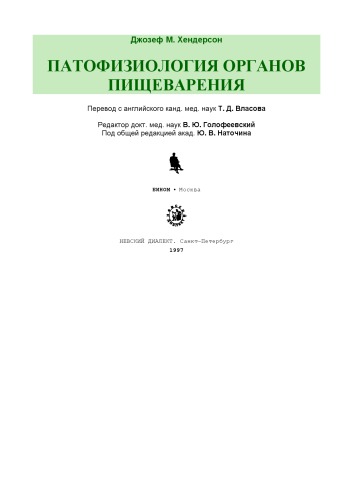 Джозеф М. Хендерсон
ПАТОФИЗИОЛОГИЯ ОРГАНОВ
ПИЩЕВАРЕНИЯ
Перевод с английского канд. мед. наук Т. Д. Власова
Редактор докт. мед. наук В. Ю. Голофеевский
Под общей редакцией акад. Ю. В. Наточина
БИНОМ • Москва
НЕВСКИЙ ДИАЛЕКТ. Санкт-Петербург
1997